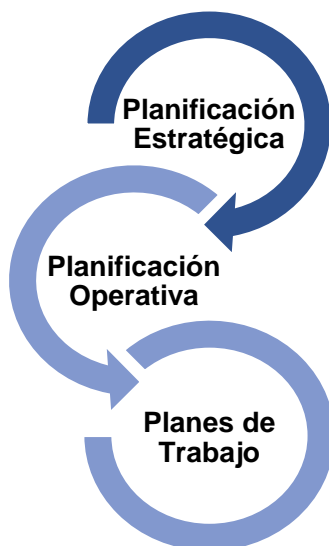 Planificación
Estratégica
Planificación
Operativa
Planes de
Trabajo